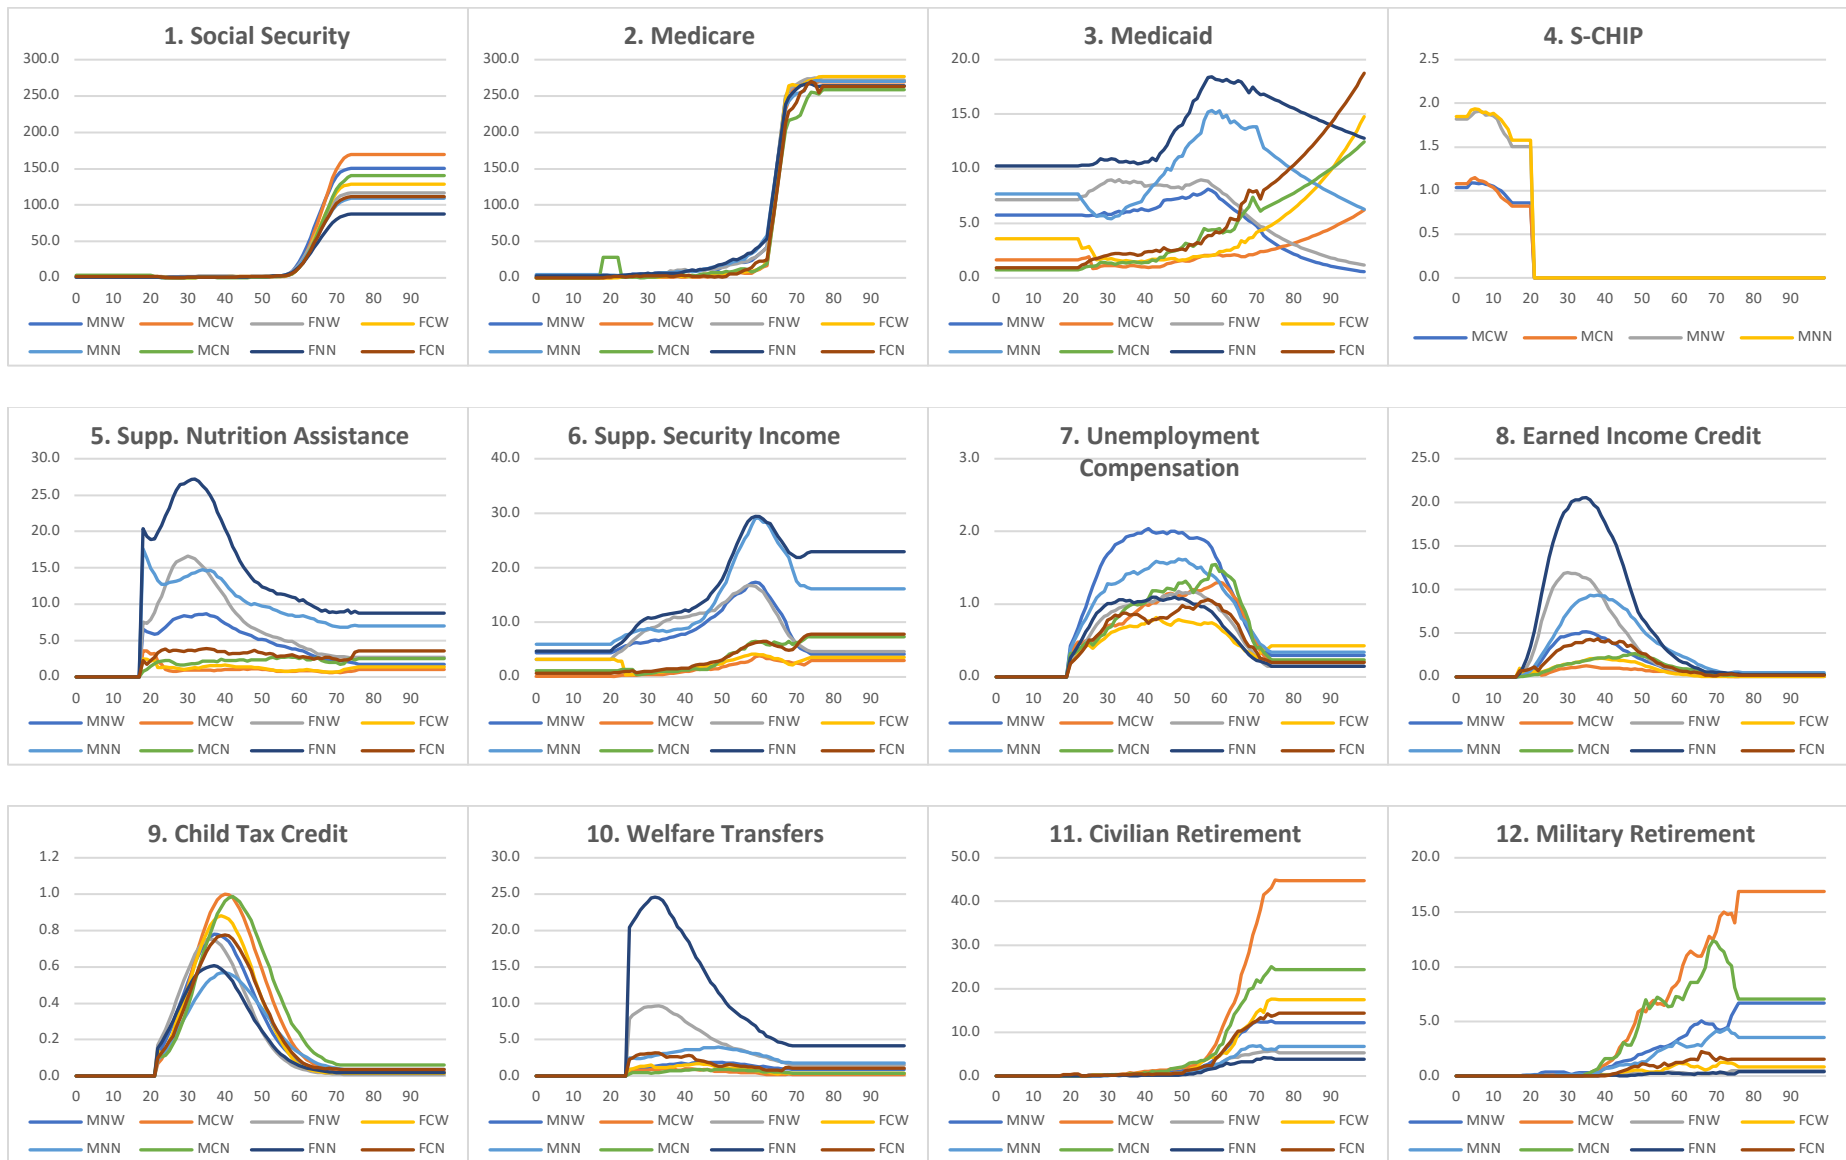 1. Social Security
300.0
250.0
200.0
150.0
100.0
50.0
0.0
0 10 20 30 40 50 60 70 80 90
MNW MCW FNW FCW
MNN MCN FNN FCN
2. Medicare
300.0
250.0
200.0
150.0
100.0
50.0
0.0
0 10 20 30 40 50 60 70 80 90
MNW MCW FNW FCW
MNN MCN FNN FCN
3. Medicaid
20.0
15.0
10.0
5.0
0.0
0 10 20 30 40 50 60 70 80 90
MNW MCW FNW FCW
MNN MCN FNN FCN
4. S-CHIP
2.5
2.0
1.5
1.0
0.5
0.0
0 10 20 30 40 50 60 70 80 90
MCW MCN MNW MNN
5. Supp. Nutrition Assistance
30.0
25.0
20.0
15.0
10.0
5.0
0.0
0 10 20 30 40 50 60 70 80 90
MNW MCW FNW FCW
MNN MCN FNN FCN
6. Supp. Security Income
40.0
30.0
20.0
10.0
0.0
0 10 20 30 40 50 60 70 80 90
MNW MCW FNW FCW
MNN MCN FNN FCN
7. Unemployment
Compensation
3.0
2.0
1.0
0.0
0 10 20 30 40 50 60 70 80 90
MNW MCW FNW FCW
MNN MCN FNN FCN
8. Earned Income Credit
25.0
20.0
15.0
10.0
5.0
0.0
0 10 20 30 40 50 60 70 80 90
MNW MCW FNW FCW
MNN MCN FNN FCN
9. Child Tax Credit
1.2
1.0
0.8
0.6
0.4
0.2
0.0
0 10 20 30 40 50 60 70 80 90
MNW MCW FNW FCW
MNN MCN FNN FCN
10. Welfare Transfers
30.0
25.0
20.0
15.0
10.0
5.0
0.0
0 10 20 30 40 50 60 70 80 90
MNW MCW FNW FCW
MNN MCN FNN FCN
11. Civilian Retirement
50.0
40.0
30.0
20.0
10.0
0.0
0 10 20 30 40 50 60 70 80 90
MNW MCW FNW FCW
MNN MCN FNN FCN
12. Military Retirement
20.0
15.0
10.0
5.0
0.0
0 10 20 30 40 50 60 70 80 90
MNW MCW FNW FCW
MNN MCN FNN FCN